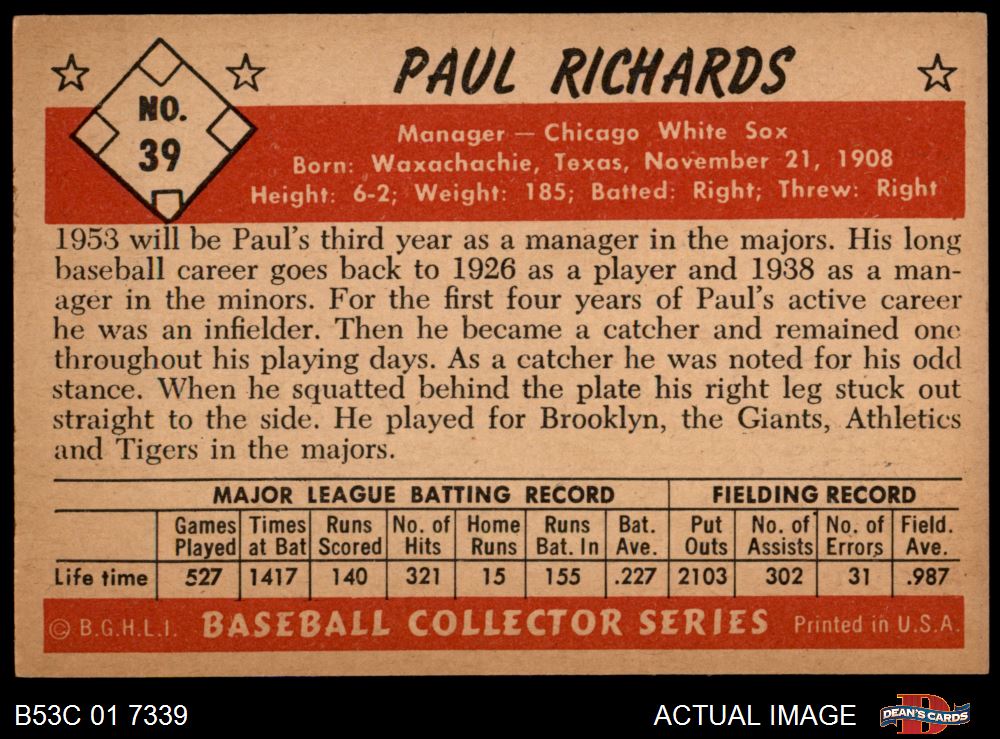 NO.
39
PAUL RICHARDS
Manager — Chicago White Sox
Born: Waxachachie, Texas, November 21, 1908
Height: 6-2; Weight: 185; Batted: Right; Threw: Right
1953 will be Paul's third year as a manager in the majors. His long
baseball career goes back to 1926 as a player and 1938 as a man-
ager in the minors. For the first four years of Paul's active career
he was an infielder. Then he became a catcher and remained one
throughout his playing days. As a catcher he was noted for his odd
stance. When he squatted behind the plate his right leg stuck out
straight to the side. He played for Brooklyn, the Giants, Athletics
and Tigers in the majors.
MAJOR LEAGUE BATTING RECORD FIELDING RECORD
Games Times Runs No. of Home Runs Bat. Put No. of No. of Field.
Played at Bat Scored Hits Runs Bat. In Ave. Outs Assists Errors Ave.
Life time 527 1417 140 321 15 155 .227 2103 302 31 .987
© B.G.H.L.I. BASEBALL COLLECTOR SERIES Printed in U.S.A.
B53C 01 7339 ACTUAL IMAGE DEAN'S CARDS